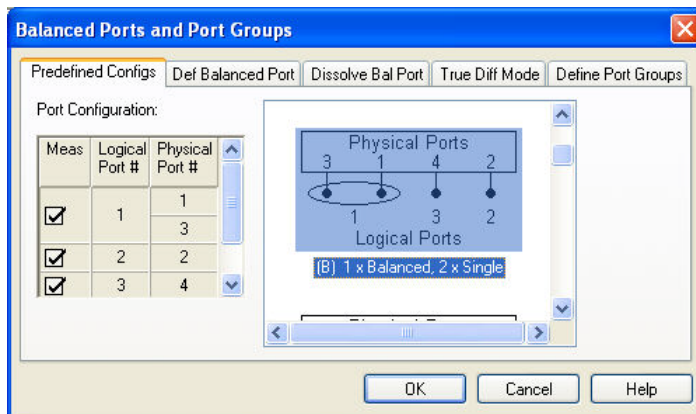 Balanced Ports and Port Groups
Predefined Configs Def Balanced Port Dissolve Bal Port True Diff Mode Define Port Groups
Port Configuration:
Meas Logical Port # Physical Port #
1 1
3
2 2
3 4
Physical Ports
3 1 4 2
1 3 2
Logical Ports
(B) 1 x Balanced, 2 x Single
OK Cancel Help